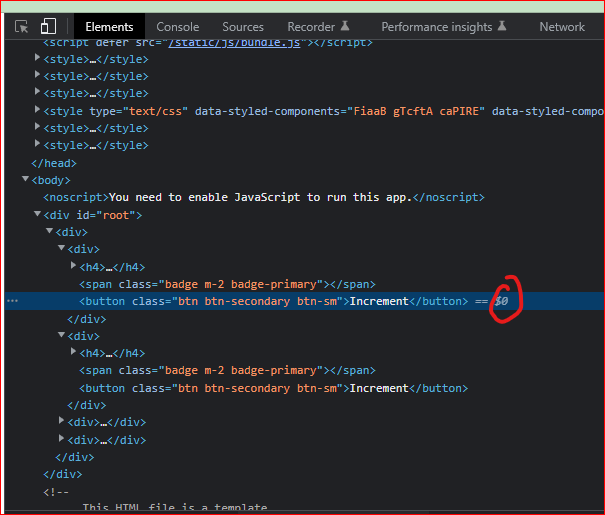 Elements Console Sources Recorder Performance insights Network
<script defer src="/static/js/bundle.js"></script>
<style>…</style>
<style>…</style>
<style>…</style>
<style type="text/css" data-styled-components="FiaaB gTcftA caPIRE" data-styled-compo
<style>…</style>
<style>…</style>
</head>
<body>
<noscript>You need to enable JavaScript to run this app.</noscript>
<div id="root">
<div>
<div>
<h4>…</h4>
<span class="badge m-2 badge-primary"></span>
… <button class="btn btn-secondary btn-sm">Increment</button> == $0
</div>
<div>
<h4>…</h4>
<span class="badge m-2 badge-primary"></span>
<button class="btn btn-secondary btn-sm">Increment</button>
</div>
<div>…</div>
<div>…</div>
</div>
</div>
<!--
This HTML file is a template